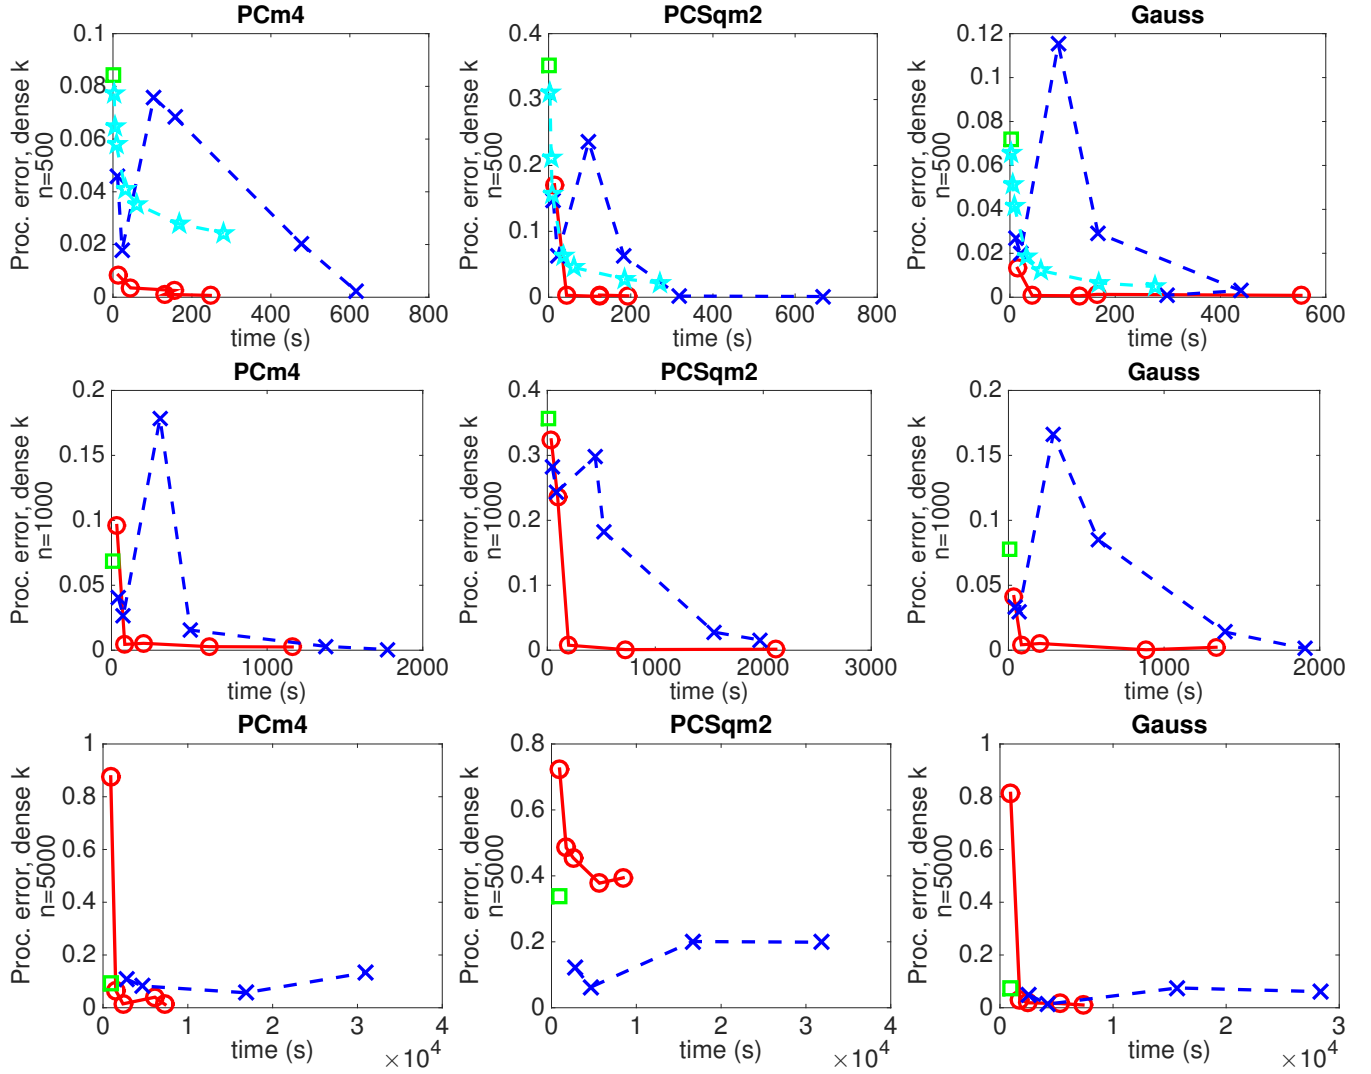 PCm4
PCSqm2
Gauss
Proc. error, dense k
n=500
0.1
0.08
0.06
0.04
0.02
0
0 200 400 600 800
time (s)
Proc. error, dense k
n=500
0.4
0.3
0.2
0.1
0
0 200 400 600 800
time (s)
Proc. error, dense k
n=500
0.12
0.1
0.08
0.06
0.04
0.02
0
0 200 400 600
time (s)
PCm4
PCSqm2
Gauss
Proc. error, dense k
n=1000
0.2
0.15
0.1
0.05
0
0 1000 2000
time (s)
Proc. error, dense k
n=1000
0.4
0.3
0.2
0.1
0
0 1000 2000 3000
time (s)
Proc. error, dense k
n=1000
0.2
0.15
0.1
0.05
0
0 1000 2000
time (s)
PCm4
PCSqm2
Gauss
Proc. error, dense k
n=5000
1
0.8
0.6
0.4
0.2
0
0 1 2 3 4
time (s)
×10⁴
Proc. error, dense k
n=5000
0.8
0.6
0.4
0.2
0
0 1 2 3 4
time (s)
×10⁴
Proc. error, dense k
n=5000
1
0.8
0.6
0.4
0.2
0
0 1 2 3
time (s)
×10⁴